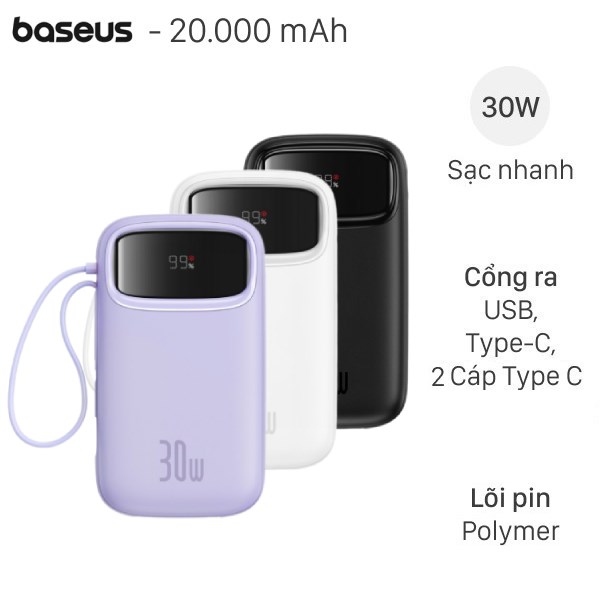 baseus - 20.000 mAh
30W
Sạc nhanh
Cổng ra
USB,
Type-C,
2 Cáp Type C
Lõi pin
Polymer
99%
99%
9%
30W
W